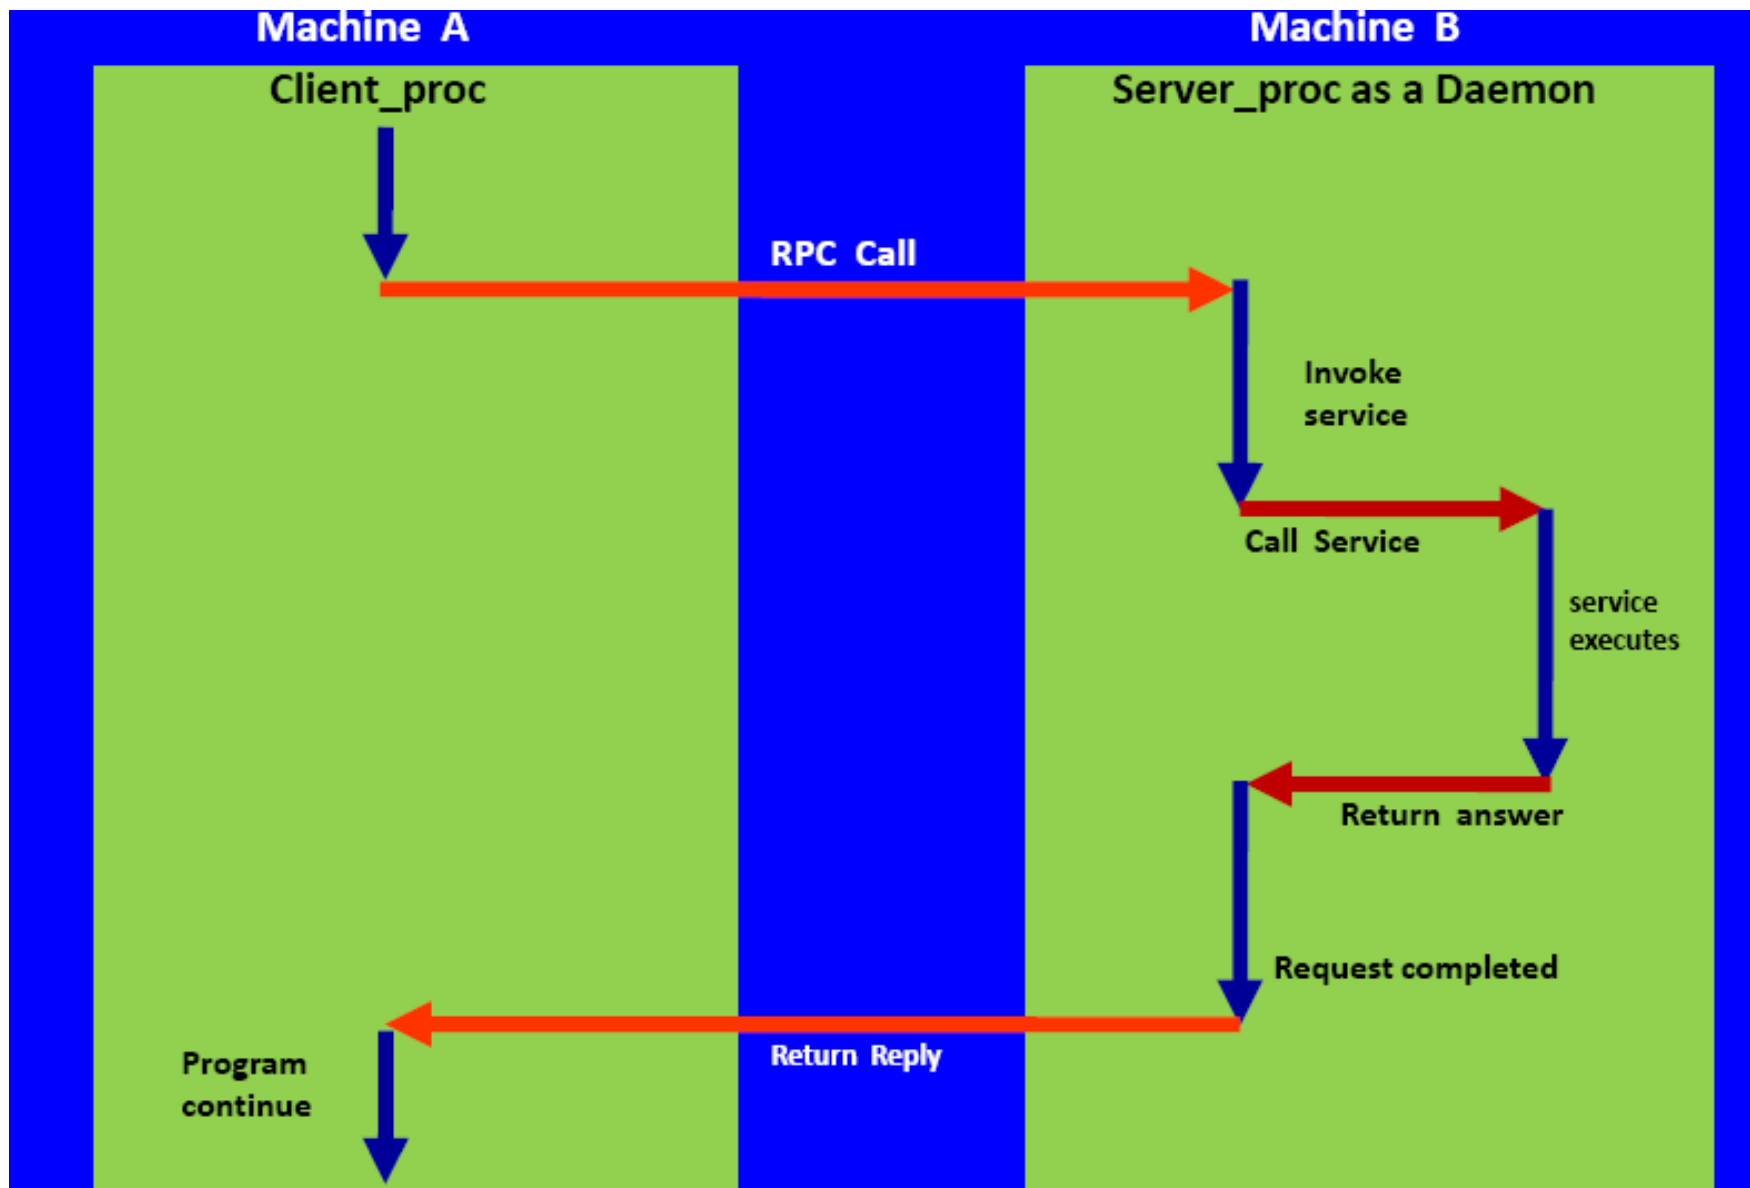 Machine A
Machine B
Client_proc
Server_proc as a Daemon
RPC Call
Invoke
service
Call Service
service
executes
Return answer
Request completed
Return Reply
Program
continue